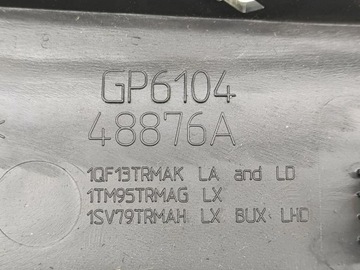 GP6104
48876A
1QF13TRMAK LA and LD
1TM95TRMAG LX
1SV79TRMAH LX BUX LHD